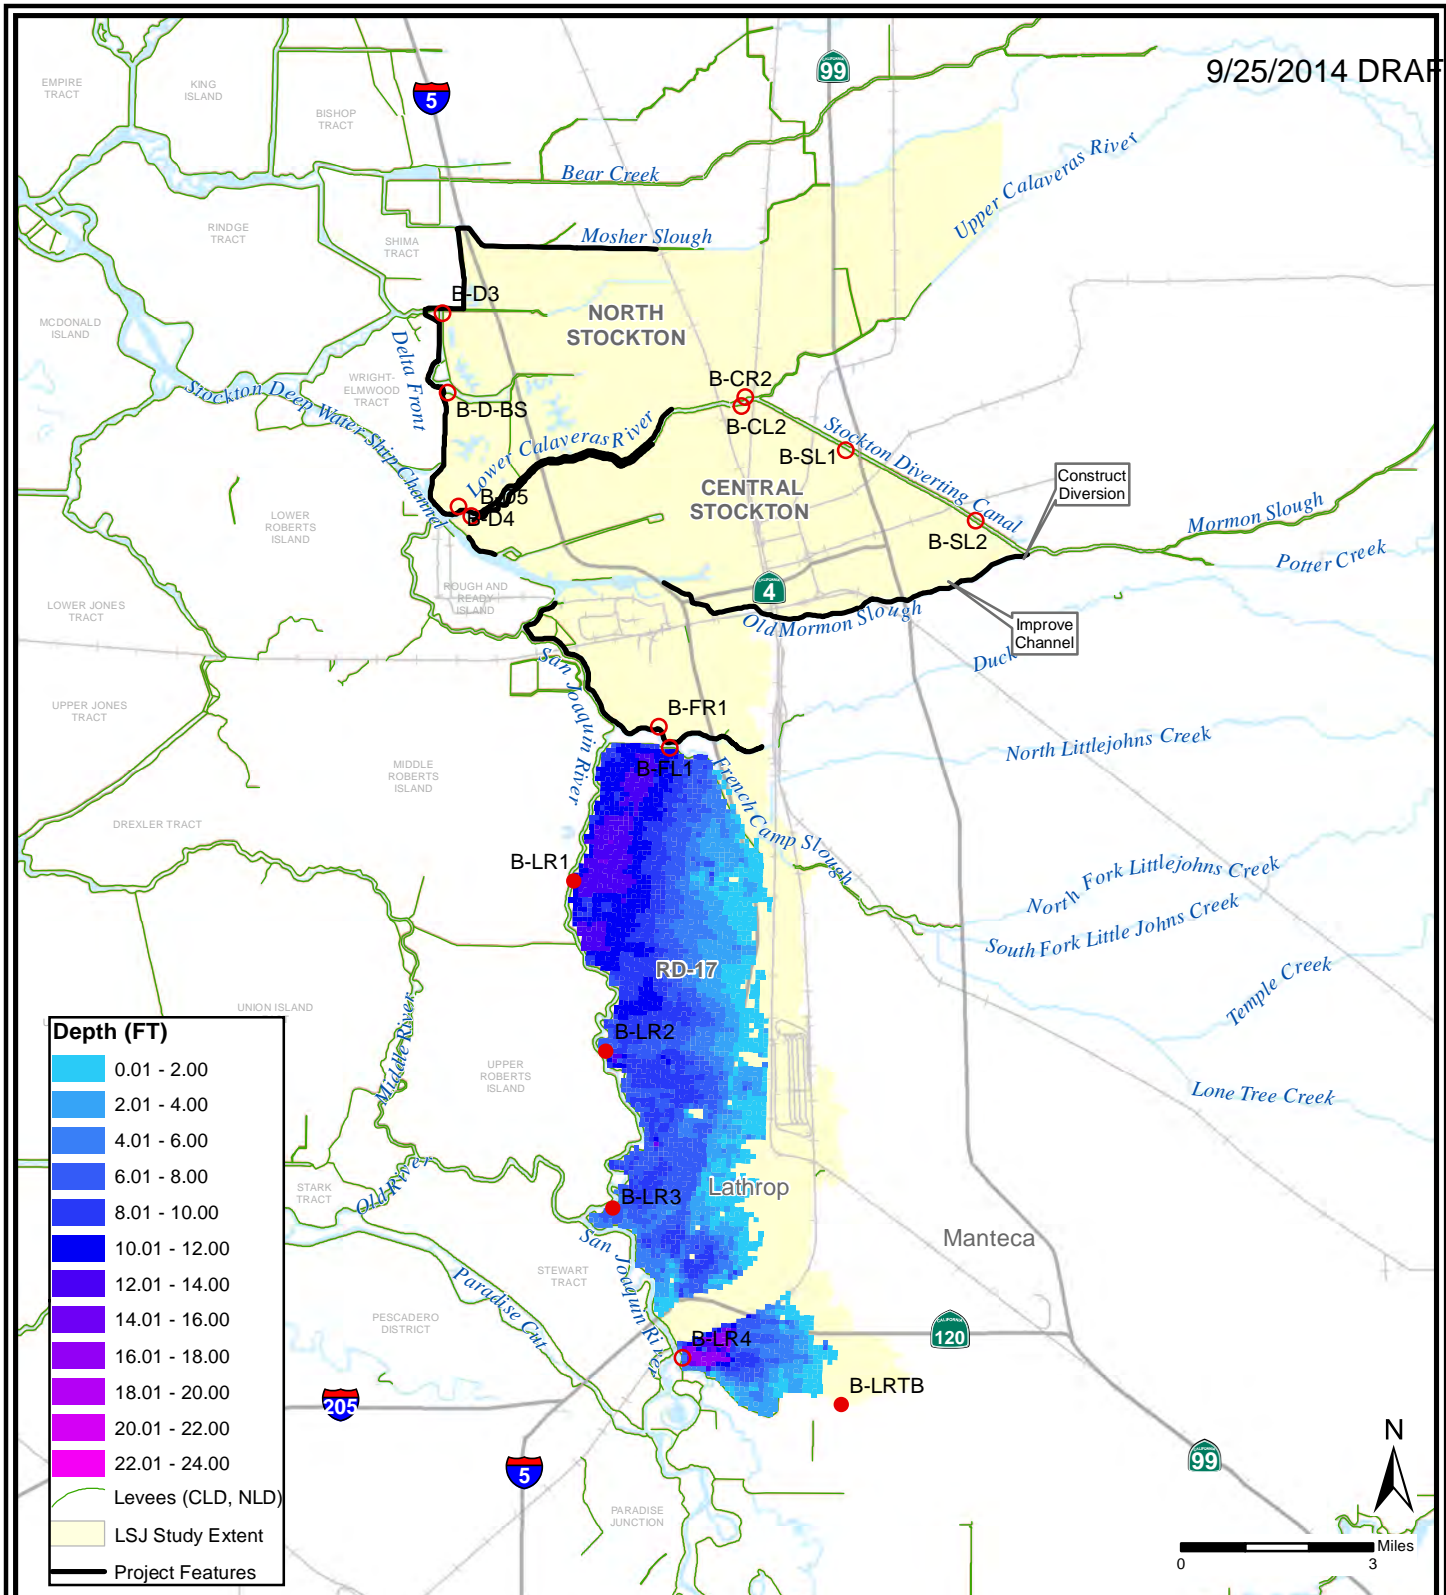 9/25/2014 DRAF
EMPIRE
TRACT
KING
ISLAND
BISHOP
TRACT
5
CALIFORNIA
99
Bear Creek
Upper Calaveras River
RINDGE
TRACT
SHIMA
TRACT
Mosher Slough
B-D3
NORTH
STOCKTON
MCDONALD
ISLAND
Delta Front
WRIGHT-
ELMWOOD
TRACT
Stockton Deep Water Ship Channel
B-D-BS
B-CR2
B-CL2
Lower Calaveras River
Stockton Diverting Canal
B-SL1
CENTRAL
STOCKTON
Construct
Diversion
B-D5
B-D4
B-SL2
Mormon Slough
Potter Creek
LOWER
ROBERTS
ISLAND
ROUGH AND
READY
ISLAND
CALIFORNIA
4
LOWER JONES
TRACT
Old Mormon Slough
Improve
Channel
Duck
San Joaquin River
UPPER JONES
TRACT
B-FR1
North Littlejohns Creek
MIDDLE
ROBERTS
ISLAND
B-FL1
French Camp Slough
DREXLER TRACT
B-LR1
North Fork Littlejohns Creek
South Fork Little Johns Creek
RD-17
Temple Creek
UNION ISLAND
Middle River
B-LR2
UPPER
ROBERTS
ISLAND
Lone Tree Creek
STARK
TRACT
Old River
Lathrop
B-LR3
Manteca
San Joaquin River
STEWART
TRACT
Paradise Cut
PESCADERO
DISTRICT
CALIFORNIA
120
B-LR4
B-LRTB
205
5
CALIFORNIA
99
PARADISE
JUNCTION
N
Miles
0
3
Depth (FT)
0.01 - 2.00
2.01 - 4.00
4.01 - 6.00
6.01 - 8.00
8.01 - 10.00
10.01 - 12.00
12.01 - 14.00
14.01 - 16.00
16.01 - 18.00
18.01 - 20.00
20.01 - 22.00
22.01 - 24.00
Levees (CLD, NLD)
LSJ Study Extent
Project Features